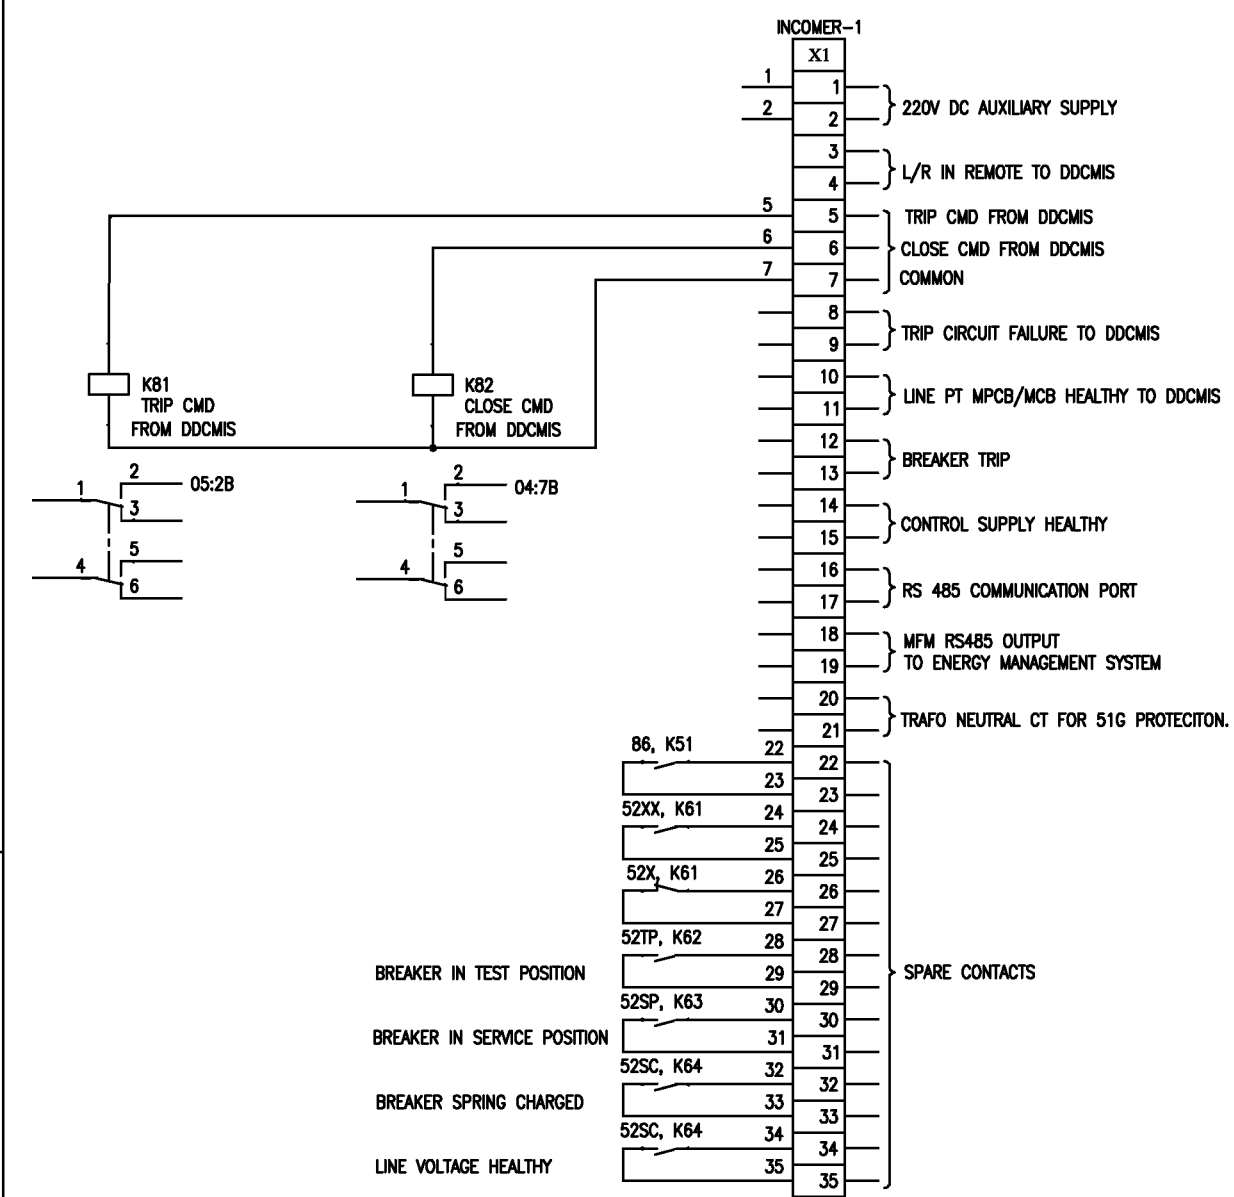 INCOMER-1
X1
1 1
2 2 220V DC AUXILIARY SUPPLY
3
4 L/R IN REMOTE TO DDCMIS
5 5 TRIP CMD FROM DDCMIS
6 6 CLOSE CMD FROM DDCMIS
7 7 COMMON
8
9 TRIP CIRCUIT FAILURE TO DDCMIS
10
11 LINE PT MPCB/MCB HEALTHY TO DDCMIS
12
13 BREAKER TRIP
14
15 CONTROL SUPPLY HEALTHY
16
17 RS 485 COMMUNICATION PORT
18 MFM RS485 OUTPUT
19 TO ENERGY MANAGEMENT SYSTEM
20
21 TRAFO NEUTRAL CT FOR 51G PROTECITON.
K81
TRIP CMD
FROM DDCMIS
K82
CLOSE CMD
FROM DDCMIS
1 2 05:2B
3
4 5
6
1 2 04:7B
3
4 5
6
86, K51 22 22
23 23
52XX, K61 24 24
25 25
52X, K61 26 26
27 27
52TP, K62 28 28
BREAKER IN TEST POSITION 29 29 SPARE CONTACTS
52SP, K63 30 30
BREAKER IN SERVICE POSITION 31 31
52SC, K64 32 32
BREAKER SPRING CHARGED 33 33
52SC, K64 34 34
LINE VOLTAGE HEALTHY 35 35